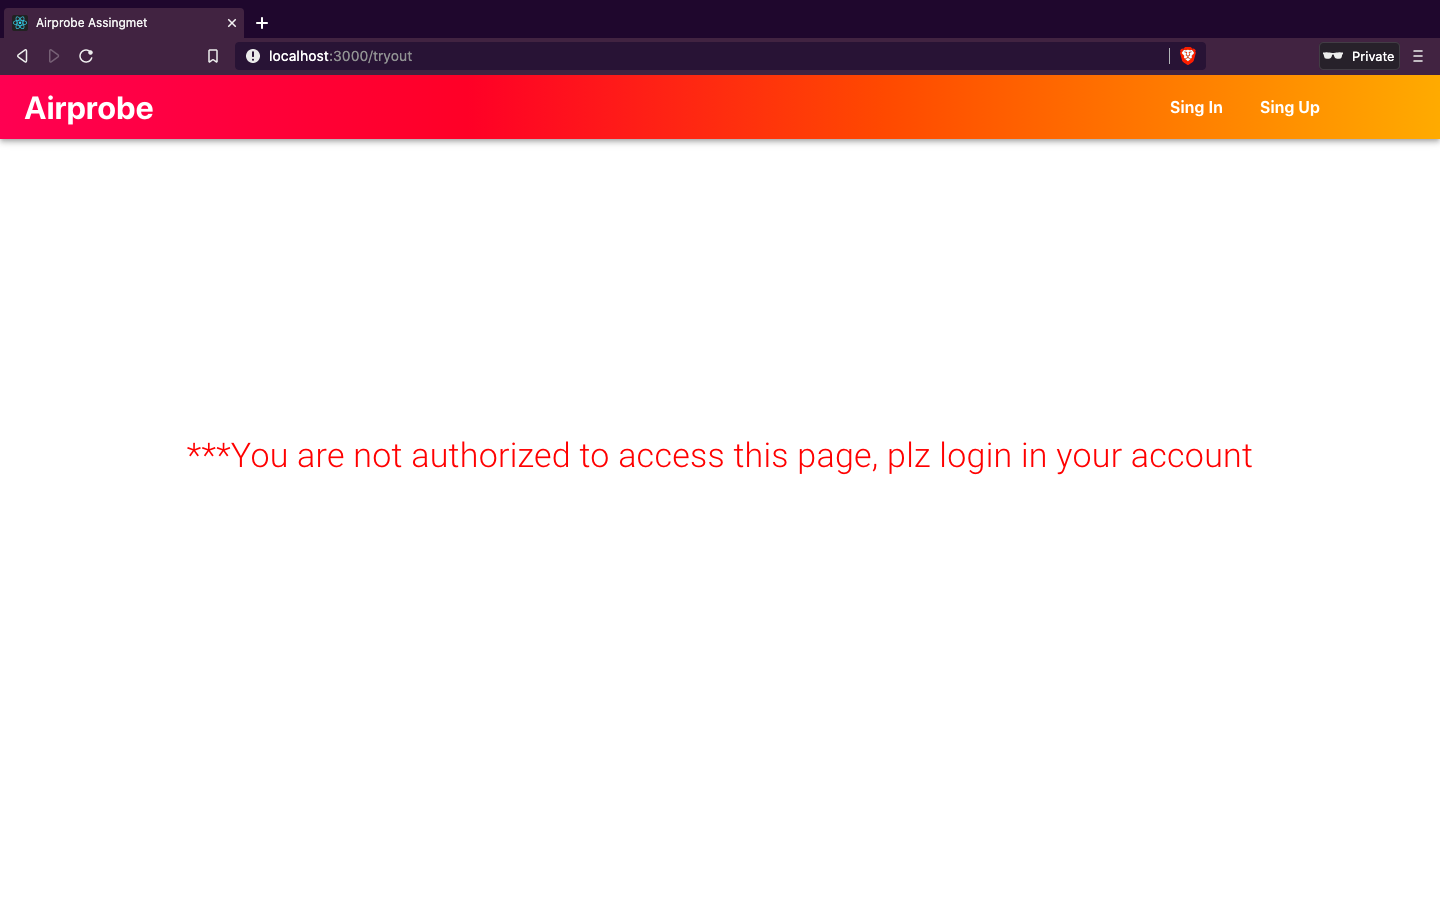 Airprobe Assingmet
localhost:3000/tryout
Private
Airprobe
Sing In
Sing Up
***You are not authorized to access this page, plz login in your account